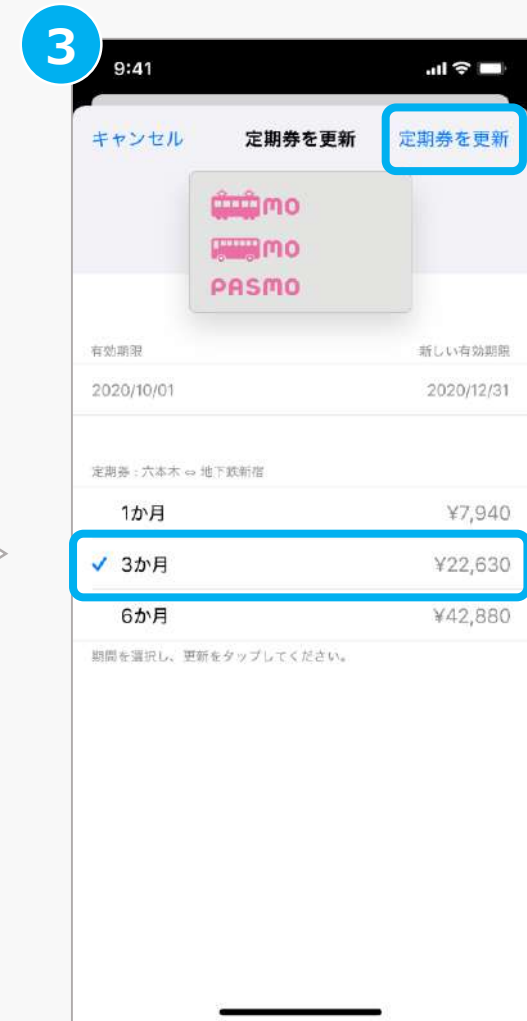 3
9:41
キャンセル 定期券を更新 定期券を更新
mo
mo
PASMO
有効期限 新しい有効期限
2020/10/01 2020/12/31
定期券 : 六本木 ⇔ 地下鉄新宿
1か月 ¥7,940
✓ 3か月 ¥22,630
6か月 ¥42,880
期間を選択し、更新をタップしてください。